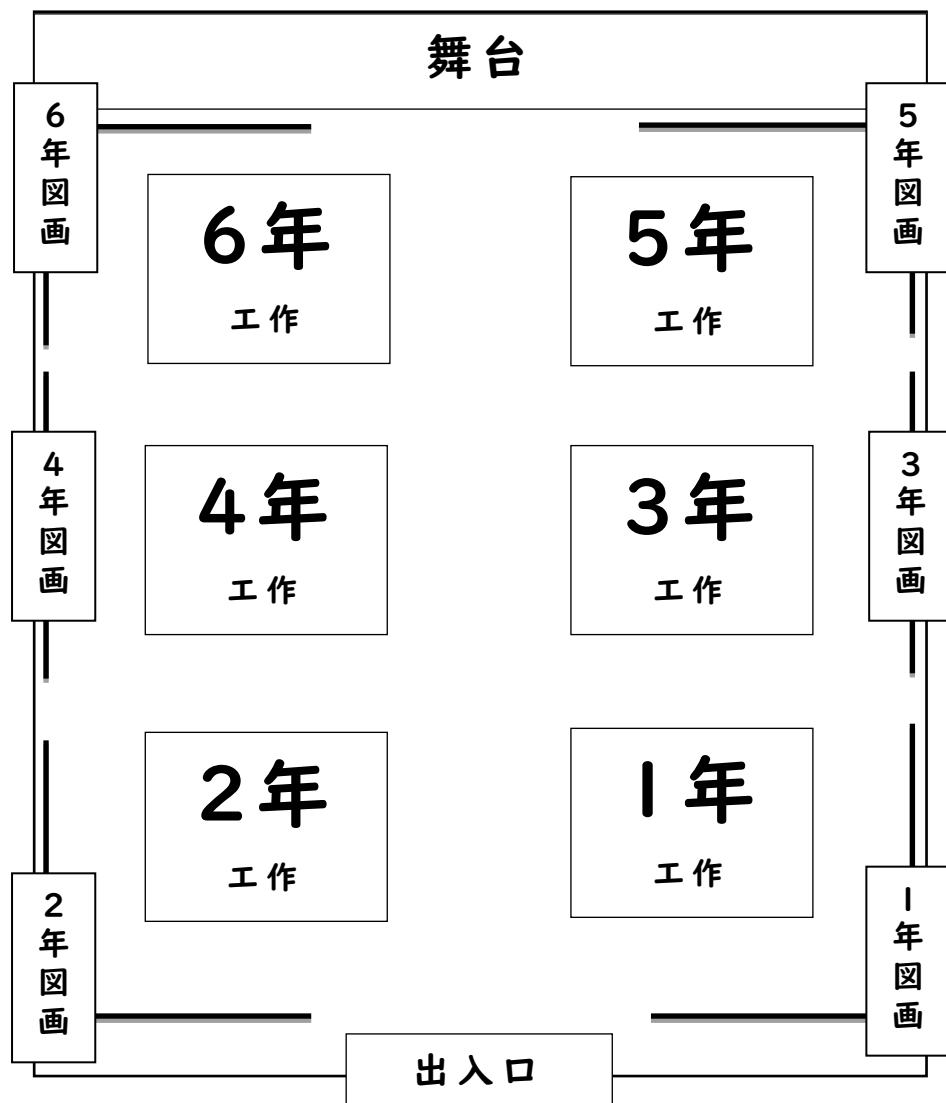 舞台
6年図画
5年図画
6年
工作
5年
工作
4年図画
3年図画
4年
工作
3年
工作
2年
工作
1年
工作
2年図画
1年図画
出入口